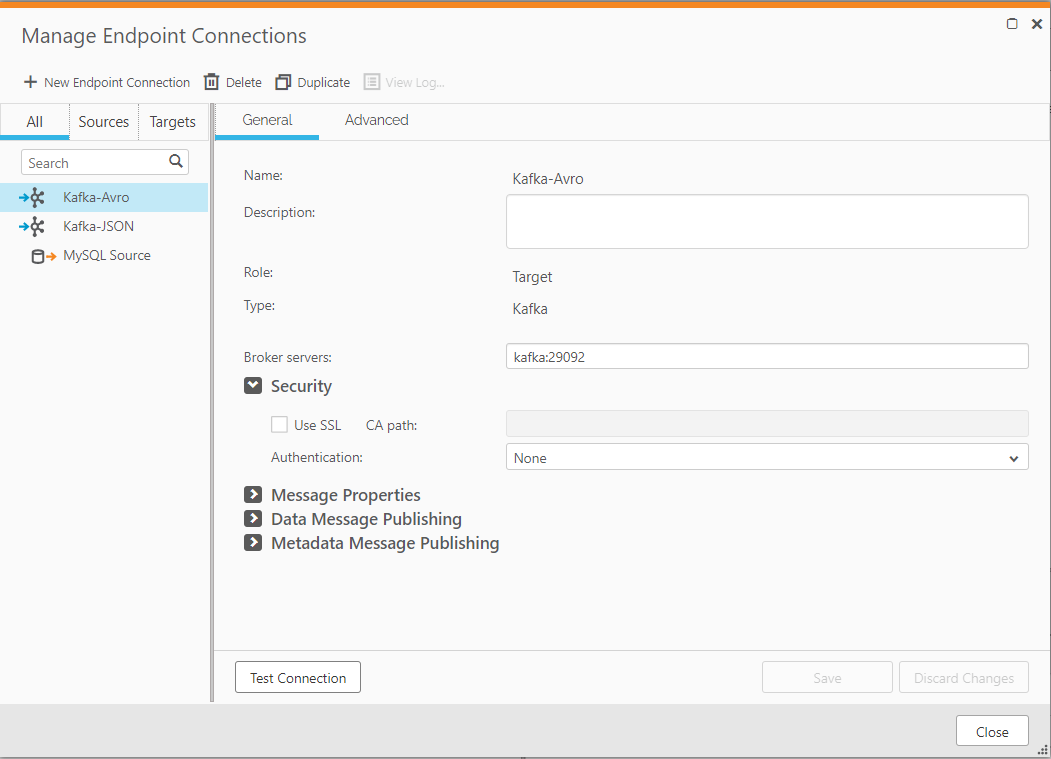 Manage Endpoint Connections
New Endpoint Connection Delete Duplicate View Log...
All Sources Targets General Advanced
Search
Kafka-Avro
Kafka-JSON
MySQL Source
Name: Kafka-Avro
Description:
Role: Target
Type: Kafka
Broker servers: kafka:29092
Security
Use SSL CA path:
Authentication: None
Message Properties
Data Message Publishing
Metadata Message Publishing
Test Connection Save Discard Changes
Close